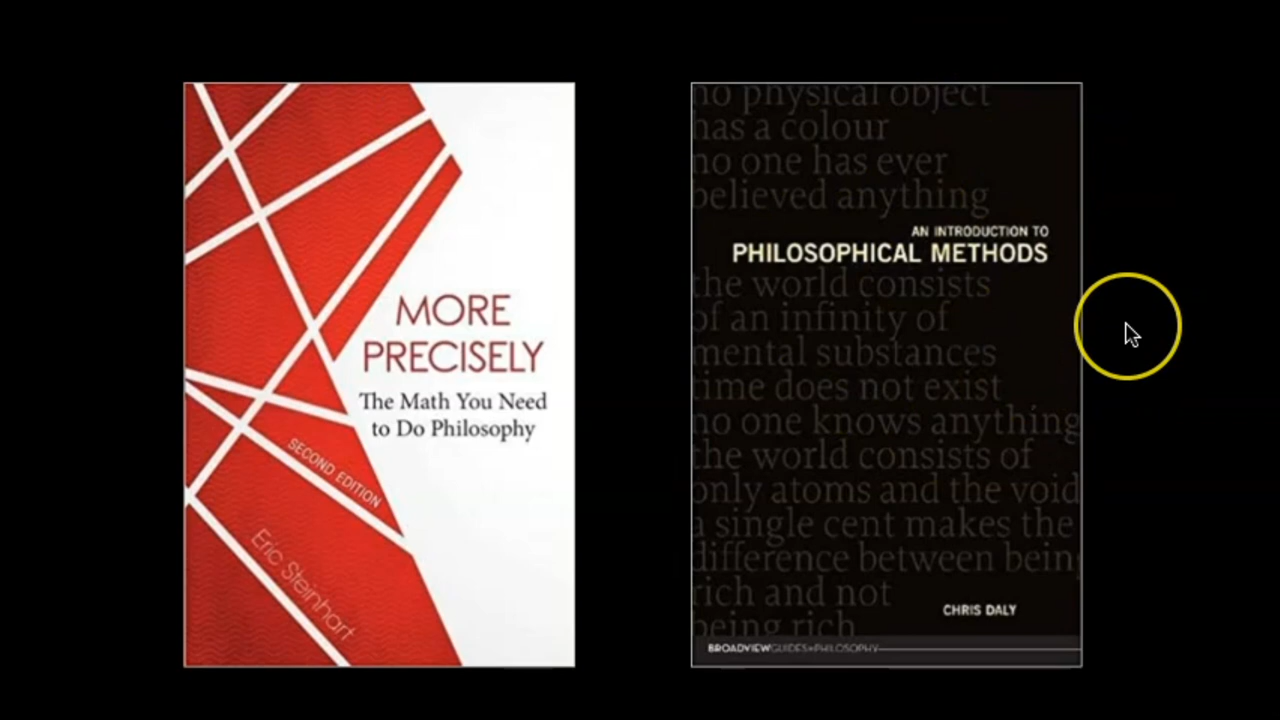 MORE
PRECISELY
The Math You Need
to Do Philosophy
SECOND EDITION
Eric Steinhart
no physical object
has a colour
no one has ever
believed anything
AN INTRODUCTION TO
PHILOSOPHICAL METHODS
the world consists
of an infinity of
mental substances
time does not exist
no one knows anything
the world consists of
only atoms and the void
a single cent makes the
difference between being
rich and not
being rich
CHRIS DALY
BROADVIEWGUIDES TO PHILOSOPHY